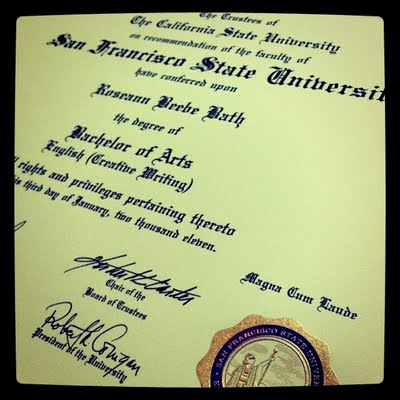 The Trustees of
The California State University
on recommendation of the faculty of
San Francisco State Universit
have conferred upon
Roseann Beebe Bath
the degree of
Bachelor of Arts
English (Creative Writing)
rights and privileges pertaining thereto
is third day of January, two thousand eleven.
Magna Cum Laude
Chair of the
Board of Trustees
President of the University
SAN FRANCISCO STATE UNIVERS